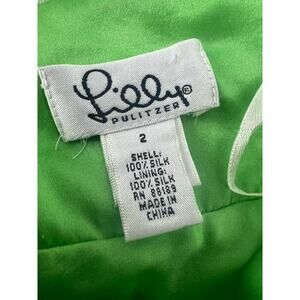 Lilly®
PULITZER
2
SHELL:
100% SILK
LINING:
100% SILK
RN 88189
MADE IN
CHINA